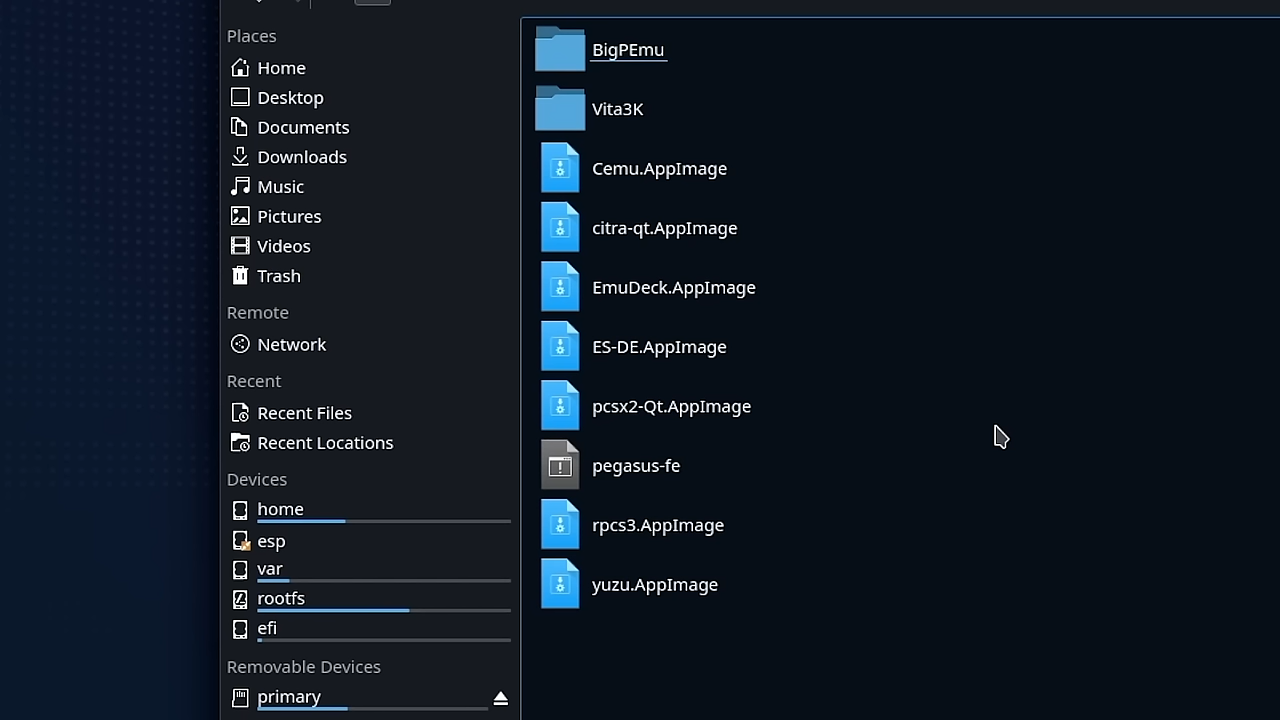 Places
Home
Desktop
Documents
Downloads
Music
Pictures
Videos
Trash
Remote
Network
Recent
Recent Files
Recent Locations
Devices
home
esp
var
rootfs
efi
Removable Devices
primary
BigPEmu
Vita3K
Cemu.AppImage
citra-qt.AppImage
EmuDeck.AppImage
ES-DE.AppImage
pcsx2-Qt.AppImage
pegasus-fe
rpcs3.AppImage
yuzu.AppImage